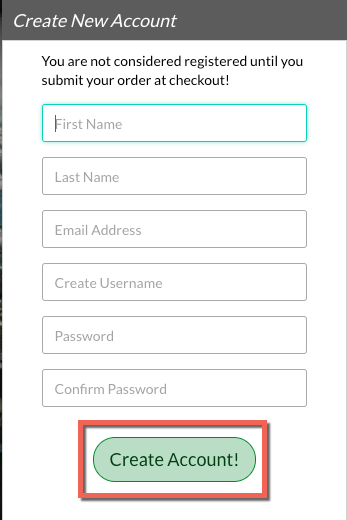 Create New Account
You are not considered registered until you
submit your order at checkout!
First Name
Last Name
Email Address
Create Username
Password
Confirm Password
Create Account!